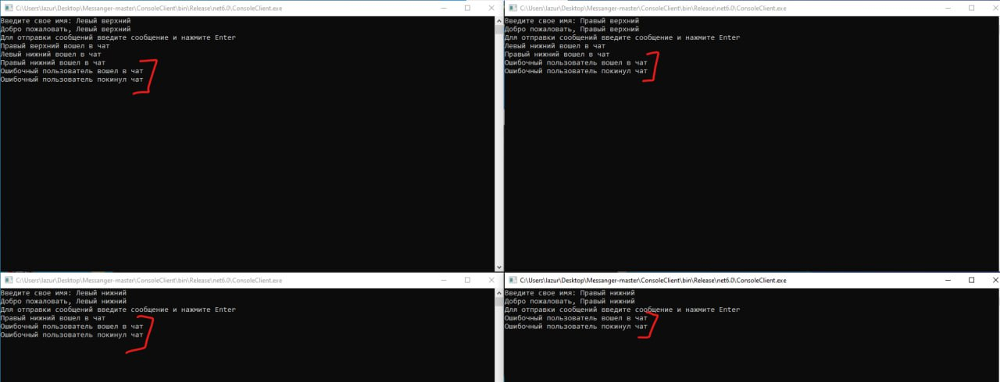 C:\Users\lazur\Desktop\Messanger-master\ConsoleClient\bin\Release\net6.0\ConsoleClient.exe
Введите свое имя: Левый верхний
Добро пожаловать, Левый верхний
Для отправки сообщений введите сообщение и нажмите Enter
Правый верхний вошел в чат
Левый нижний вошел в чат
Правый нижний вошел в чат
Ошибочный пользователь вошел в чат
Ошибочный пользователь покинул чат
C:\Users\lazur\Desktop\Messanger-master\ConsoleClient\bin\Release\net6.0\ConsoleClient.exe
Введите свое имя: Правый верхний
Добро пожаловать, Правый верхний
Для отправки сообщений введите сообщение и нажмите Enter
Левый нижний вошел в чат
Правый нижний вошел в чат
Ошибочный пользователь вошел в чат
Ошибочный пользователь покинул чат
C:\Users\lazur\Desktop\Messanger-master\ConsoleClient\bin\Release\net6.0\ConsoleClient.exe
Введите свое имя: Левый нижний
Добро пожаловать, Левый нижний
Для отправки сообщений введите сообщение и нажмите Enter
Правый нижний вошел в чат
Ошибочный пользователь вошел в чат
Ошибочный пользователь покинул чат
C:\Users\lazur\Desktop\Messanger-master\ConsoleClient\bin\Release\net6.0\ConsoleClient.exe
Введите свое имя: Правый нижний
Добро пожаловать, Правый нижний
Для отправки сообщений введите сообщение и нажмите Enter
Ошибочный пользователь вошел в чат
Ошибочный пользователь покинул чат